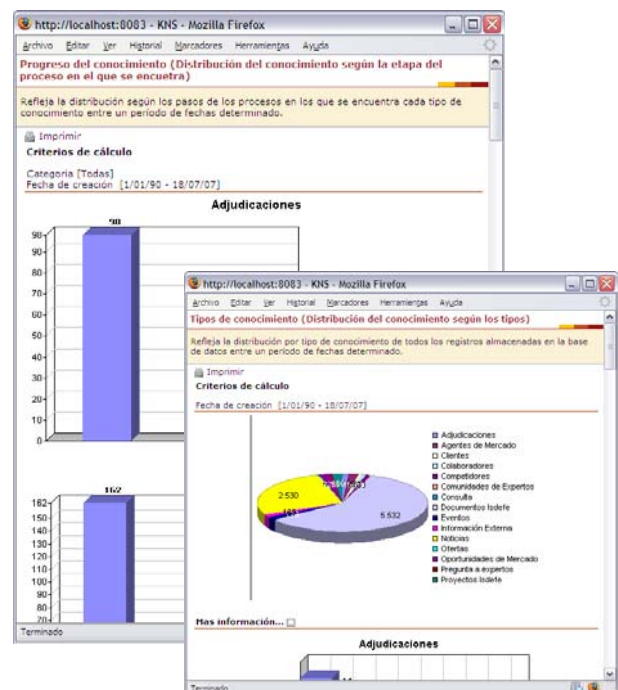 http://localhost:8083 - KNS - Mozilla Firefox
Archivo Editar Ver Historial Marcadores Herramientas Ayuda
Progreso del conocimiento (Distribución del conocimiento según la etapa del
proceso en el que se encuetra)
Refleja la distribución según los pasos de los procesos en los que se encuentra cada tipo de
conocimiento entre un período de fechas determinado.
Imprimir
Criterios de cálculo
Categoria [Todas]
Fecha de creación [1/01/90 - 18/07/07]
Adjudicaciones
98
98
90
80
70
60
50
40
30
20
10
0
162
162
150
140
130
120
110
100
90
80
70
Terminado
http://localhost:8083 - KNS - Mozilla Firefox
Archivo Editar Ver Historial Marcadores Herramientas Ayuda
Tipos de conocimiento (Distribución del conocimiento según los tipos)
Refleja la distribución por tipo de conocimiento de todos los registros almacenadas en la base
de datos entre un período de fechas determinado.
Imprimir
Criterios de cálculo
Fecha de creación [1/01/90 - 18/07/07]
2.530
5.532
Adjudicaciones
Agentes de Mercado
Clientes
Colaboradores
Competidores
Comunidades de Expertos
Consulta
Documentos Isdefe
Eventos
Información Externa
Noticias
Ofertas
Oportunidades de Mercado
Pregunta a expertos
Proyectos Isdefe
Mas información...
Adjudicaciones
Terminado